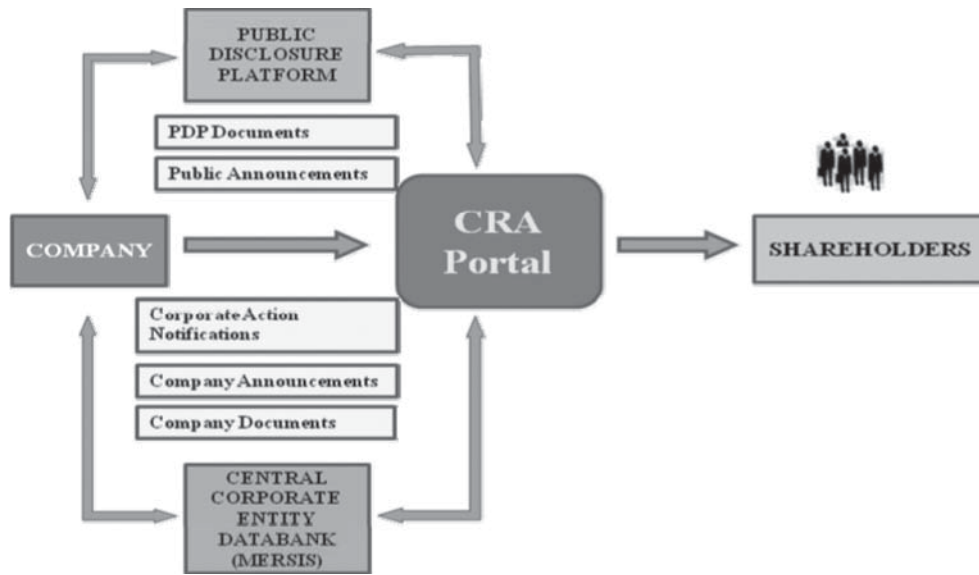 PUBLIC
DISCLOSURE
PLATFORM
PDP Documents
Public Announcements
COMPANY
CRA
Portal
SHAREHOLDERS
Corporate Action
Notifications
Company Announcements
Company Documents
CENTRAL
CORPORATE
ENTITY
DATABANK
(MERSIS)